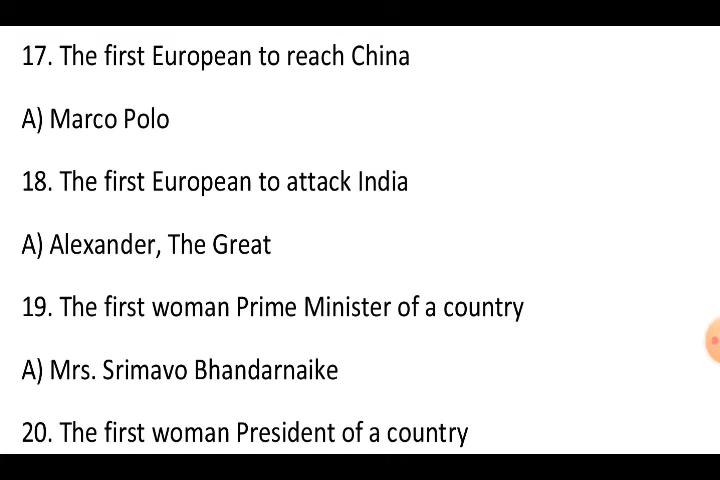 17. The first European to reach China
A) Marco Polo
18. The first European to attack India
A) Alexander, The Great
19. The first woman Prime Minister of a country
A) Mrs. Srimavo Bhandarnaike
20. The first woman President of a country